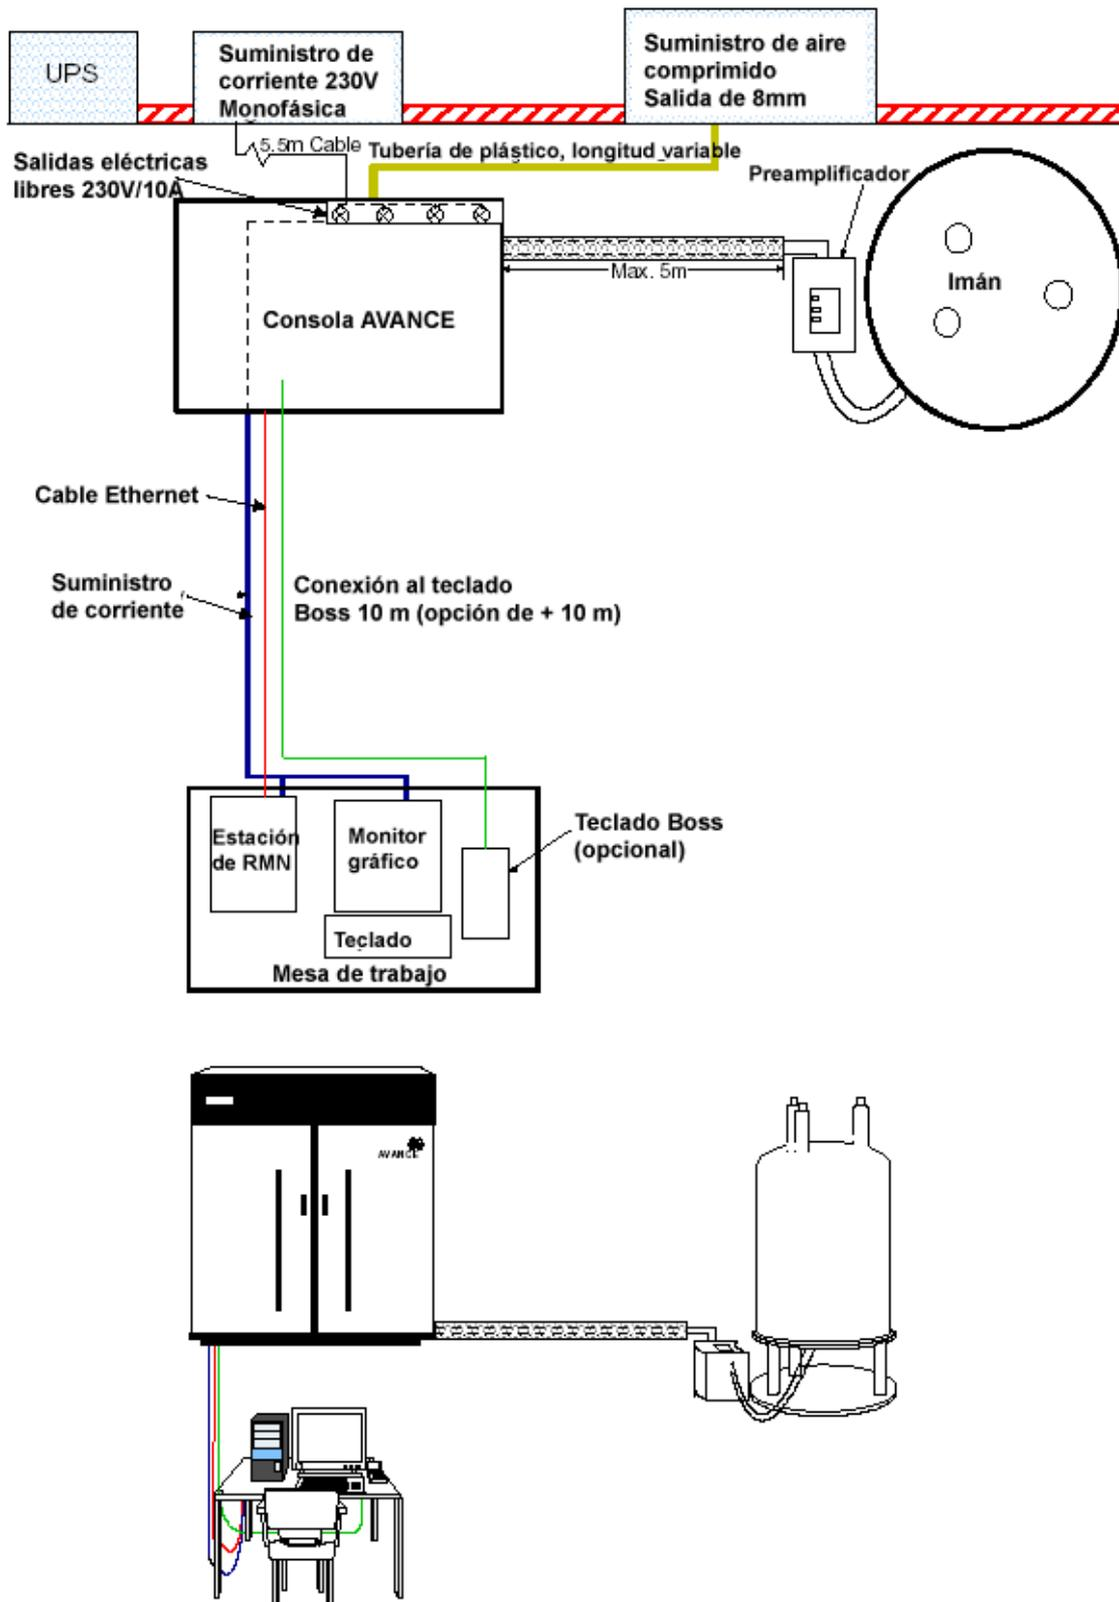 UPS
Suministro de
corriente 230V
Monofásica
Suministro de aire
comprimido
Salida de 8mm
5.5m Cable
Tubería de plástico, longitud variable
Salidas eléctricas
libres 230V/10A
Preamplificador
Max. 5m
Imán
Consola AVANCE
Cable Ethernet
Suministro
de corriente
Conexión al teclado
Boss 10 m (opción de + 10 m)
Estación
de RMN
Monitor
gráfico
Teclado Boss
(opcional)
Teclado
Mesa de trabajo
AVANCE